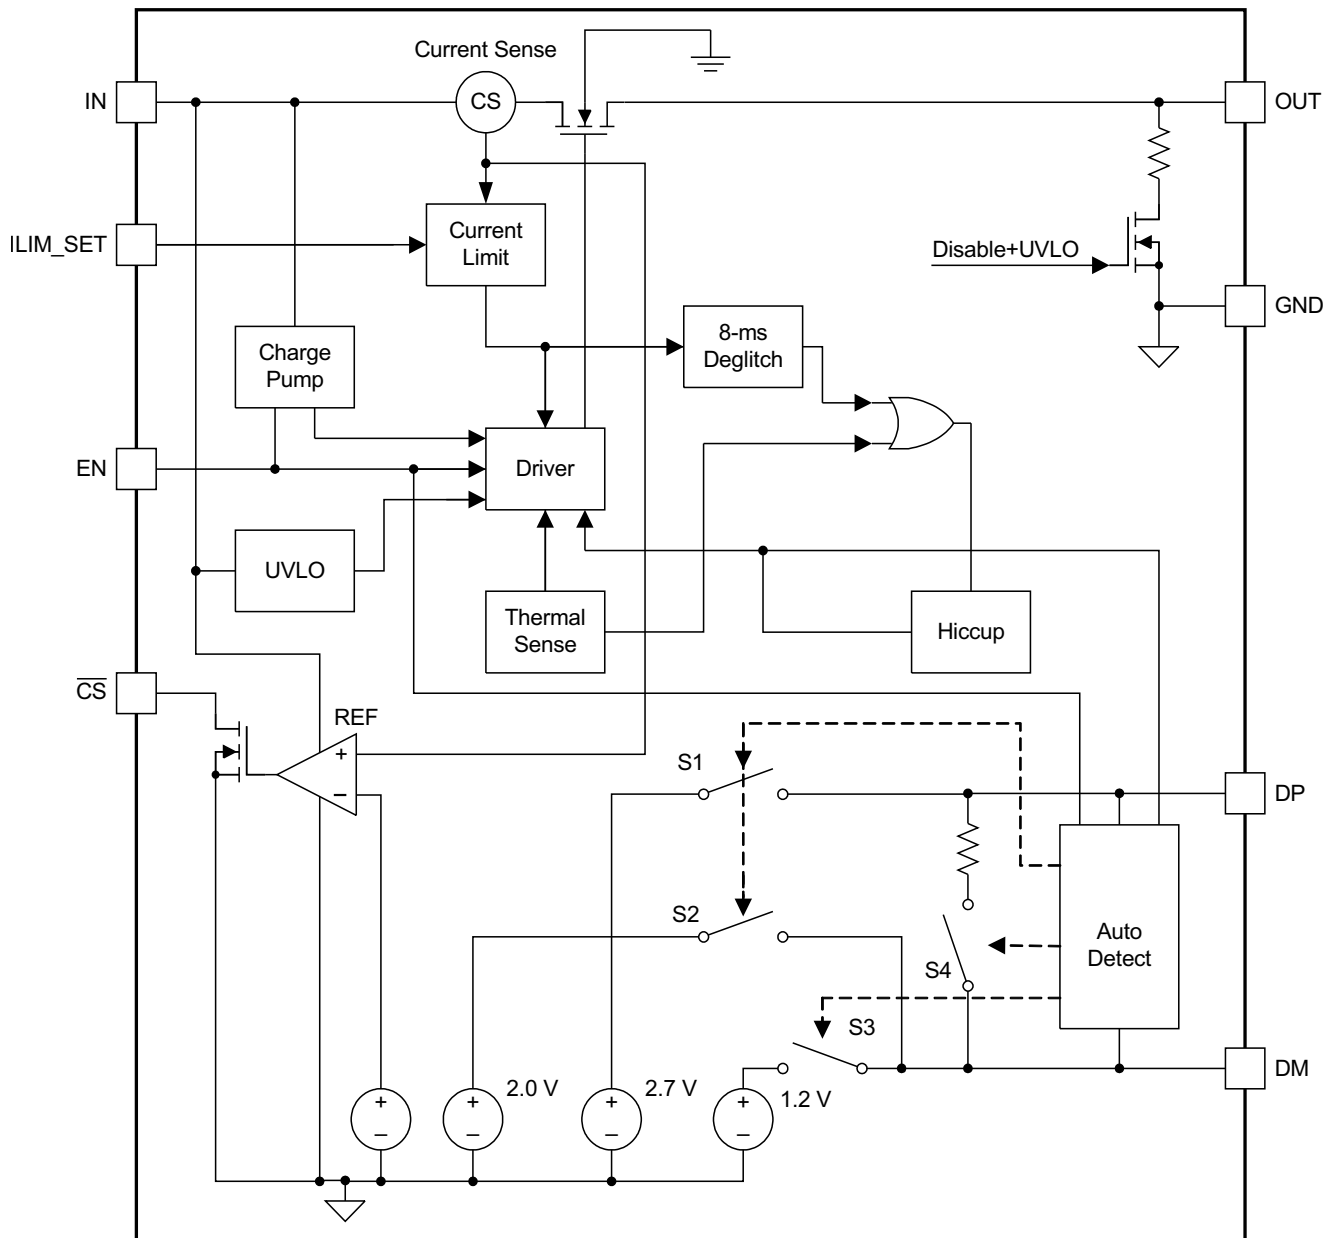 Current Sense
IN
CS
OUT
ILIM_SET
Current
Limit
Disable+UVLO
GND
8-ms
Deglitch
Charge
Pump
EN
Driver
UVLO
Thermal
Sense
Hiccup
CS
REF
+
−
S1
DP
S2
Auto
Detect
S4
S3
DM
2.0 V
2.7 V
1.2 V
+
−
+
−
+
−
+
−